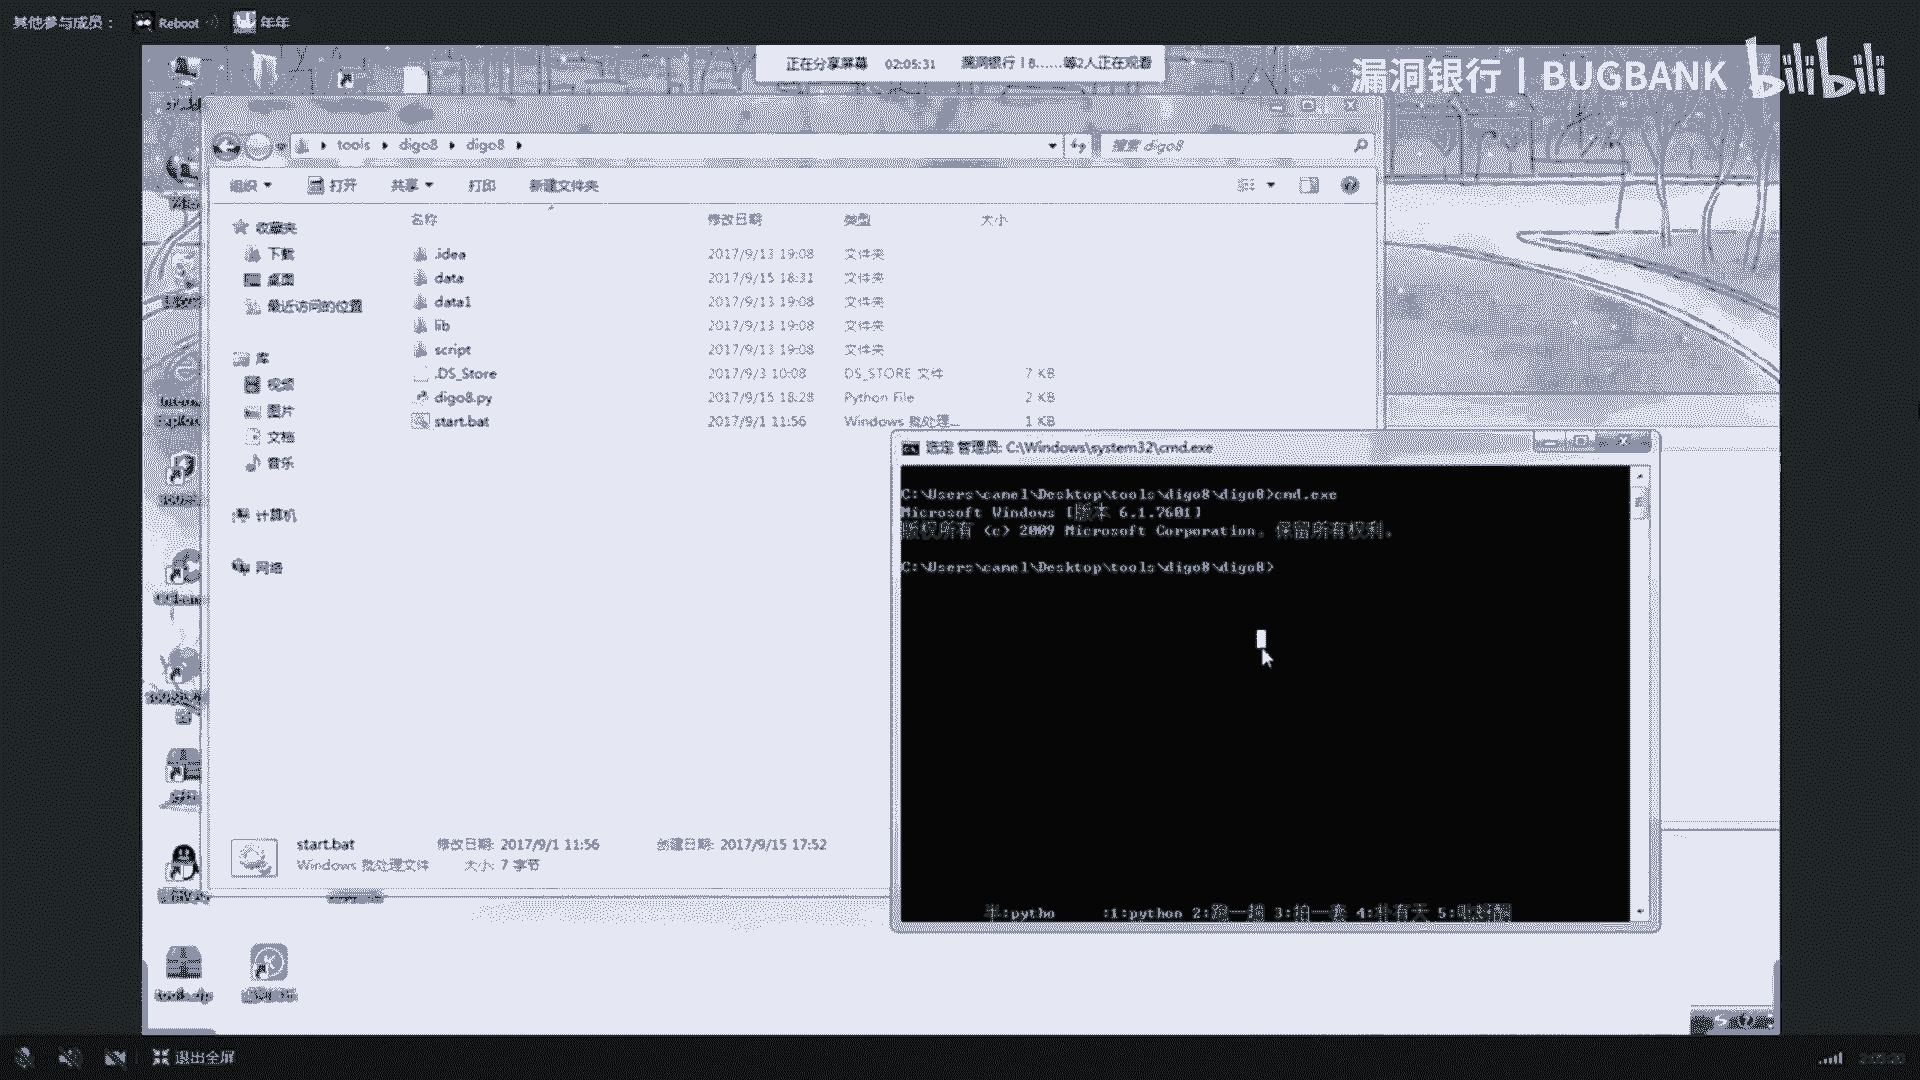 其他参与成员： Reboot 年年
正在分享屏幕 02:05:31 漏洞银行 | B......等2人正在观看
漏洞银行 | BUGBANK bilibili
tools digo8 digo8
搜索 digo8
组织 打开 共享 打印 新建文件夹
名称 修改日期 类型 大小
收藏夹
下载
桌面
最近访问的位置
库
视频
图片
文档
音乐
计算机
网络
.idea 2017/9/13 19:08 文件夹
data 2017/9/15 18:31 文件夹
data1 2017/9/13 19:08 文件夹
lib 2017/9/13 19:08 文件夹
script 2017/9/13 19:08 文件夹
.DS_Store 2017/9/3 10:08 DS_STORE 文件 7 KB
digo8.py 2017/9/15 18:28 Python File 2 KB
start.bat 2017/9/1 11:56 Windows 批处理... 1 KB
选定 管理员: C:\Windows\system32\cmd.exe
C:\Users\camel\Desktop\tools\digo8\digo8>cmd.exe
Microsoft Windows [版本 6.1.7601]
版权所有 (c) 2009 Microsoft Corporation。保留所有权利。
C:\Users\camel\Desktop\tools\digo8\digo8>
半:pytho :1:python 2:跑一趟 3:拍一套 4:朴有天
start.bat 修改日期: 2017/9/1 11:56 创建日期: 2017/9/15 17:52
Windows 批处理文件 大小: 7 字节
退出全屏